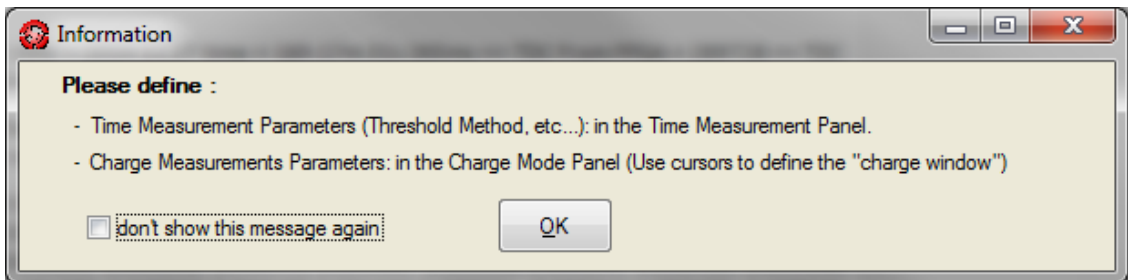 Information
Please define :
- Time Measurement Parameters (Threshold Method, etc...): in the Time Measurement Panel.
- Charge Measurements Parameters: in the Charge Mode Panel (Use cursors to define the "charge window")
don't show this message again
OK